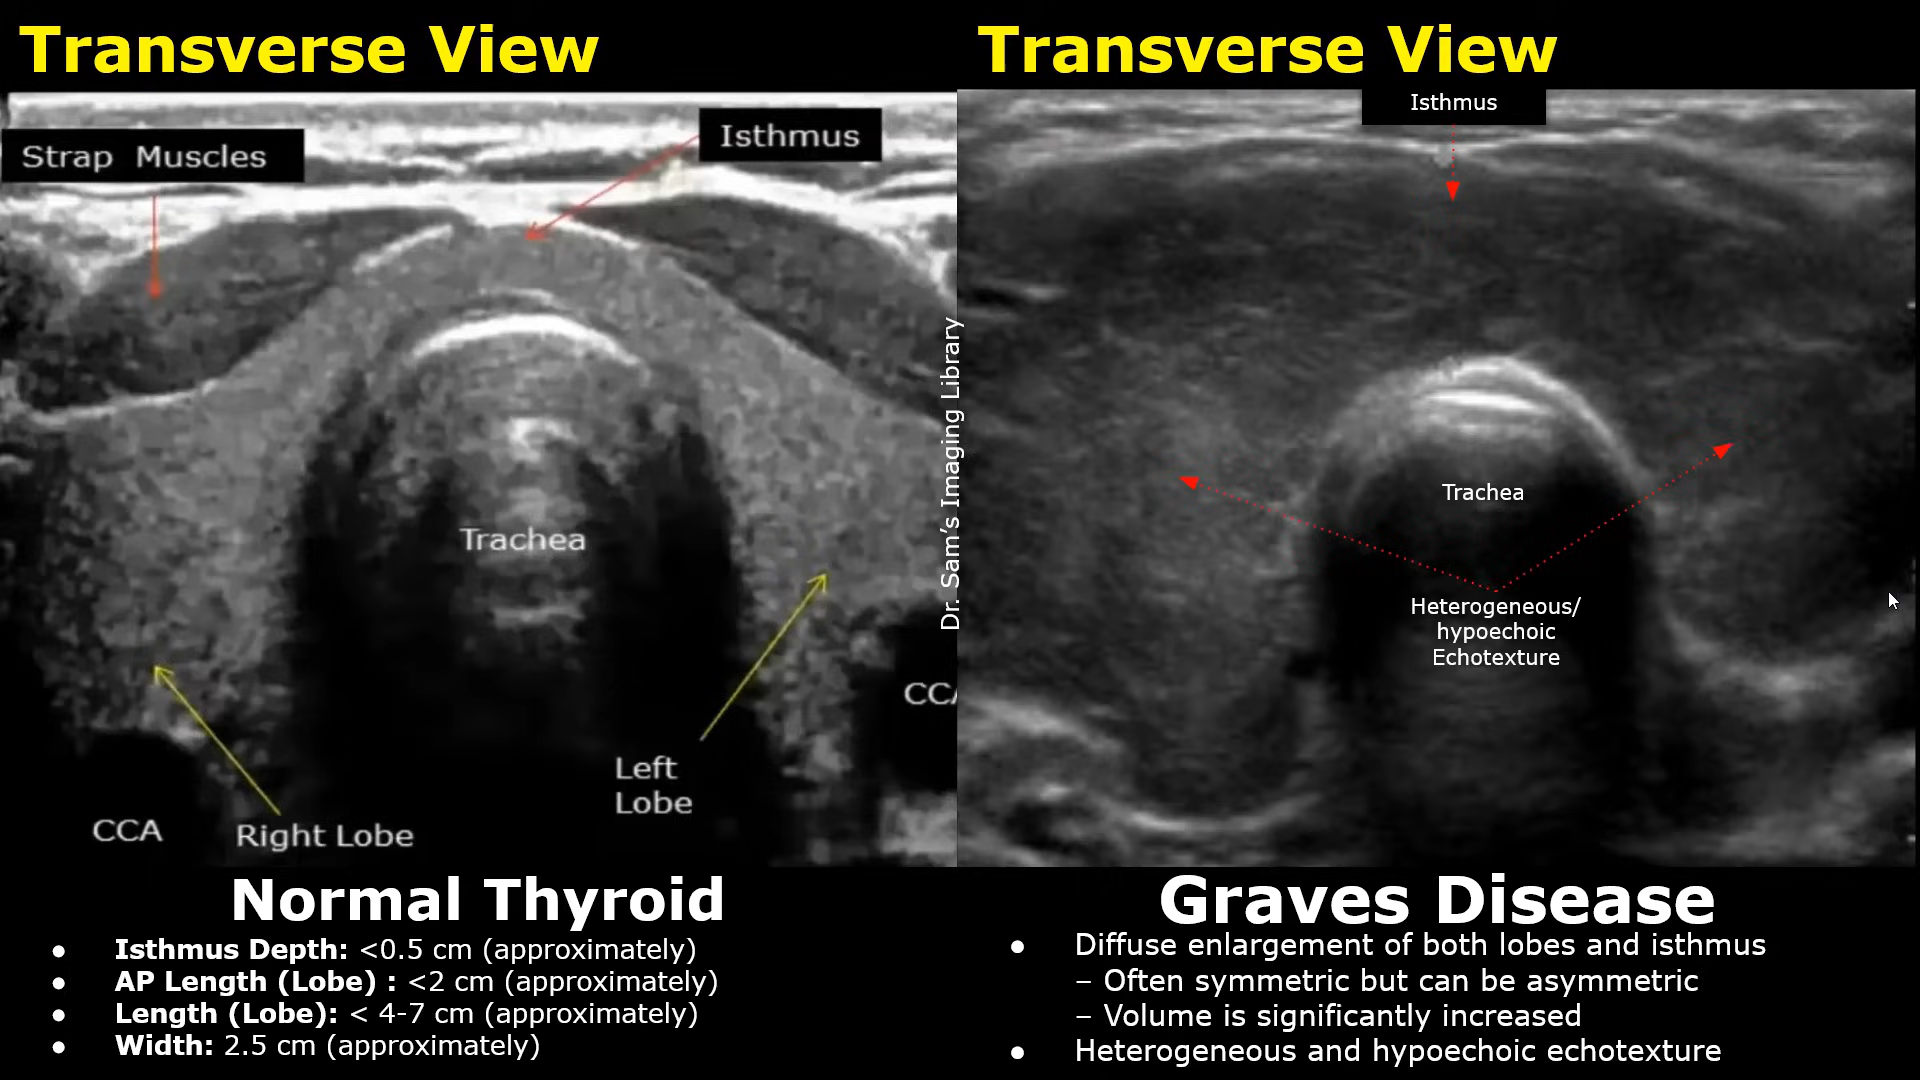 Transverse View
Strap Muscles
Isthmus
Trachea
CCA
Left
Lobe
CCA
Right Lobe
Normal Thyroid
● Isthmus Depth: <0.5 cm (approximately)
● AP Length (Lobe) : <2 cm (approximately)
● Length (Lobe): < 4-7 cm (approximately)
● Width: 2.5 cm (approximately)
Dr. Sam’s Imaging Library
Transverse View
Isthmus
Trachea
Heterogeneous/
hypoechoic
Echotexture
Graves Disease
● Diffuse enlargement of both lobes and isthmus
– Often symmetric but can be asymmetric
– Volume is significantly increased
● Heterogeneous and hypoechoic echotexture